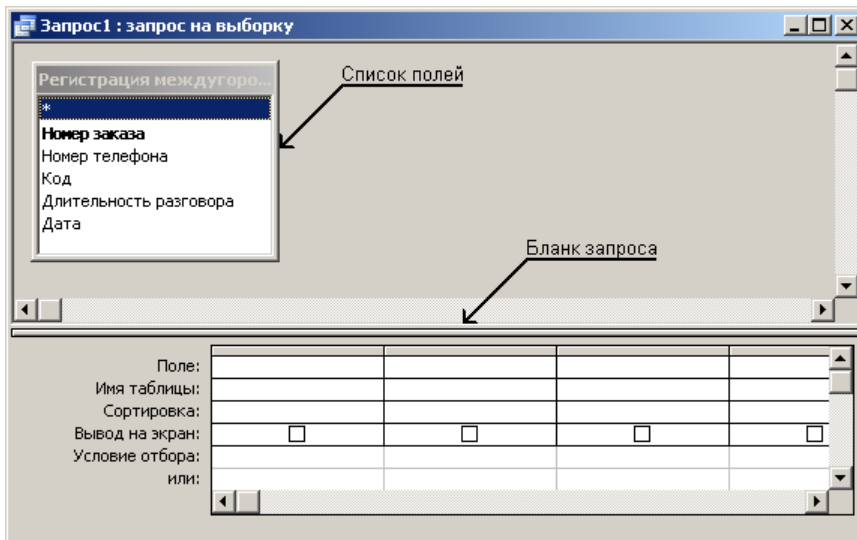 Запрос1 : запрос на выборку
Регистрация междугоро...
Список полей
*
Номер заказа
Номер телефона
Код
Длительность разговора
Дата
Бланк запроса
Поле:
Имя таблицы:
Сортировка:
Вывод на экран:
Условие отбора:
или: